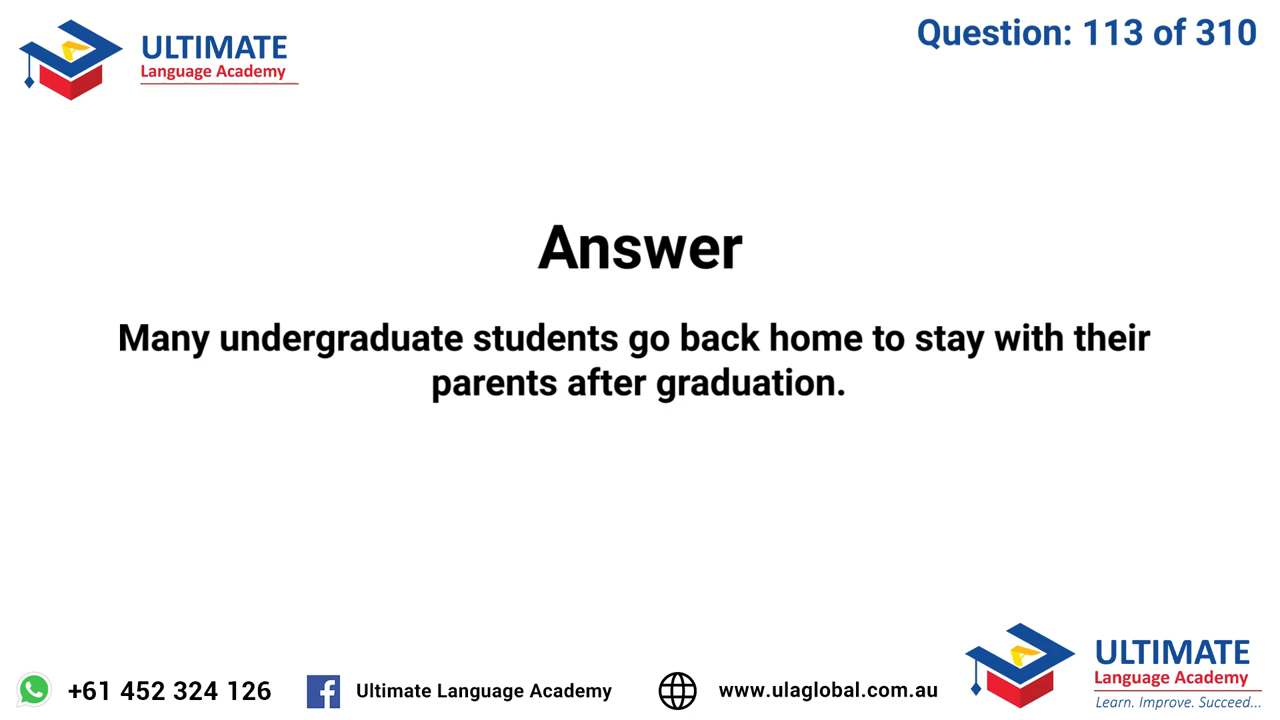 ULTIMATE
Language Academy
Question: 113 of 310
Answer
Many undergraduate students go back home to stay with their
parents after graduation.
+61 452 324 126
Ultimate Language Academy
www.ulaglobal.com.au
ULTIMATE
Language Academy
Learn. Improve. Succeed...